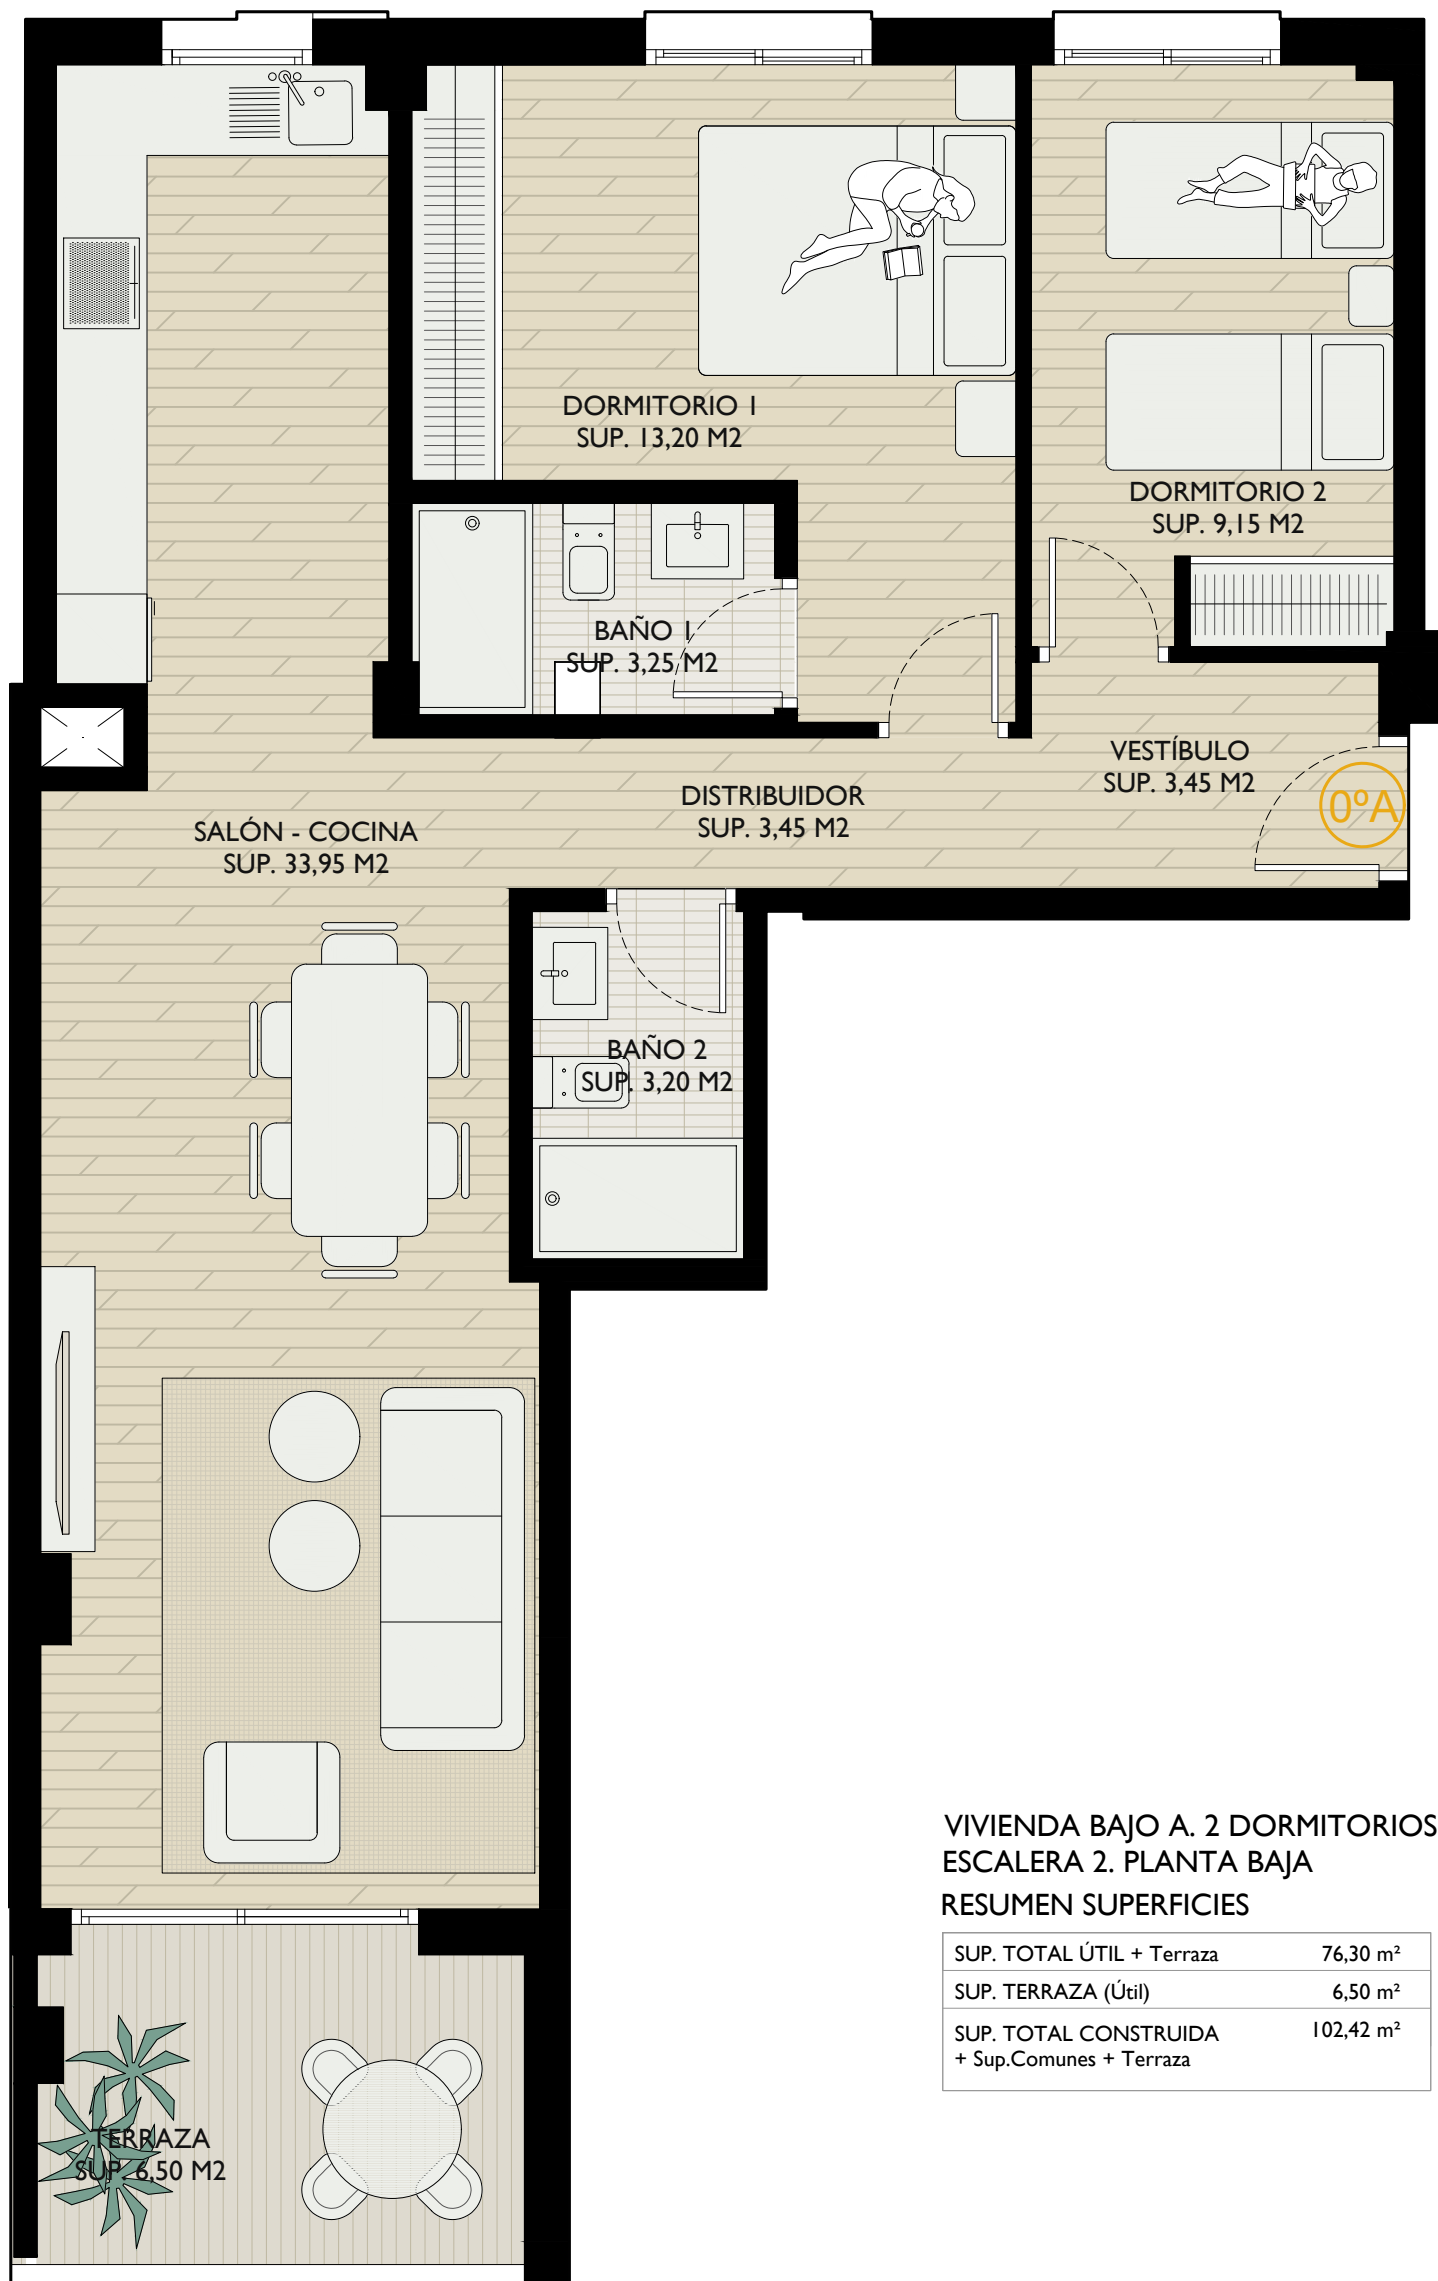 DORMITORIO 1
SUP. 13,20 M2
DORMITORIO 2
SUP. 9,15 M2
BAÑO 1
SUP. 3,25 M2
VESTÍBULO
SUP. 3,45 M2
0ºA
DISTRIBUIDOR
SUP. 3,45 M2
SALÓN - COCINA
SUP. 33,95 M2
BAÑO 2
SUP. 3,20 M2
VIVIENDA BAJO A. 2 DORMITORIOS
ESCALERA 2. PLANTA BAJA
RESUMEN SUPERFICIES
SUP. TOTAL ÚTIL + Terraza 76,30 m²
SUP. TERRAZA (Útil) 6,50 m²
SUP. TOTAL CONSTRUIDA 102,42 m²
+ Sup.Comunes + Terraza
TERRAZA
SUP. 6,50 M2